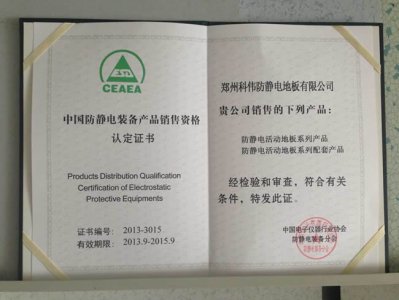 CEAEA
中国防静电装备产品销售资格
认定证书
Products Distribution Qualification
Certification of Electrostatic
Protective Equipments
证书编号: 2013-3015
有效期限: 2013.9-2015.9
郑州科伟防静电地板有限公司
贵公司销售的下列产品:
防静电活动地板系列产品
防静电活动地板系列配套产品
经检验和审查，符合有关
条件，特发此证。
中国电子仪器行业协会
防静电装备分会